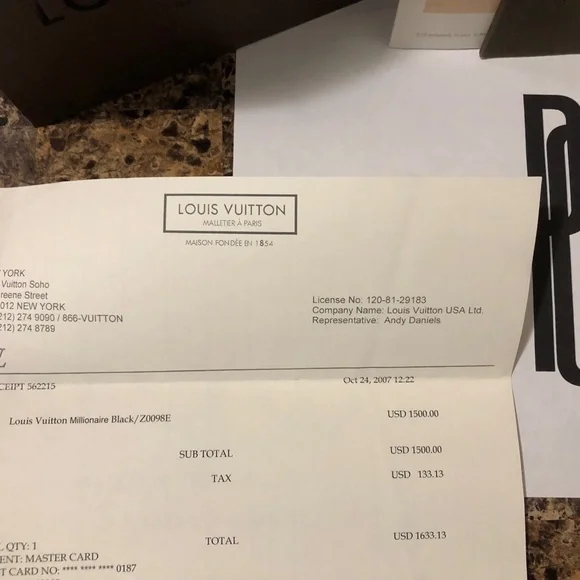 LOUIS VUITTON
MALLETIER À PARIS
MAISON FONDÉE EN 1854
YORK
Vuitton Soho
reene Street
012 NEW YORK
212) 274 9090 / 866-VUITTON
212) 274 8789
License No: 120-81-29183
Company Name: Louis Vuitton USA Ltd.
Representative: Andy Daniels
CEIPT 562215
Oct 24, 2007 12:22
Louis Vuitton Millionaire Black/Z0098E USD 1500.00
SUB TOTAL USD 1500.00
TAX USD 133.13
TOTAL USD 1633.13
L QTY: 1
ENT: MASTER CARD
T CARD NO: **** **** **** 0187